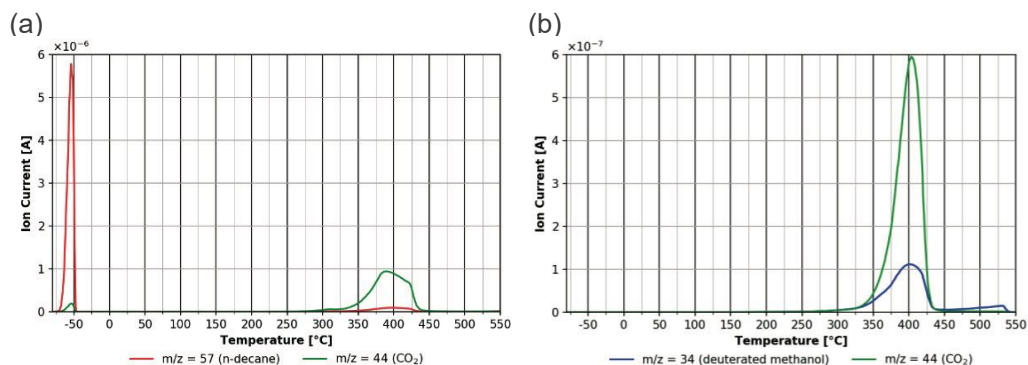 (a)
×10⁻⁶
6
5
4
3
2
1
0
Ion Current [A]
-50 0 50 100 150 200 250 300 350 400 450 500 550
Temperature [°C]
m/z = 57 (n-decane) m/z = 44 (CO₂)
(b)
×10⁻⁷
6
5
4
3
2
1
0
Ion Current [A]
-50 0 50 100 150 200 250 300 350 400 450 500 550
Temperature [°C]
m/z = 34 (deuterated methanol) m/z = 44 (CO₂)